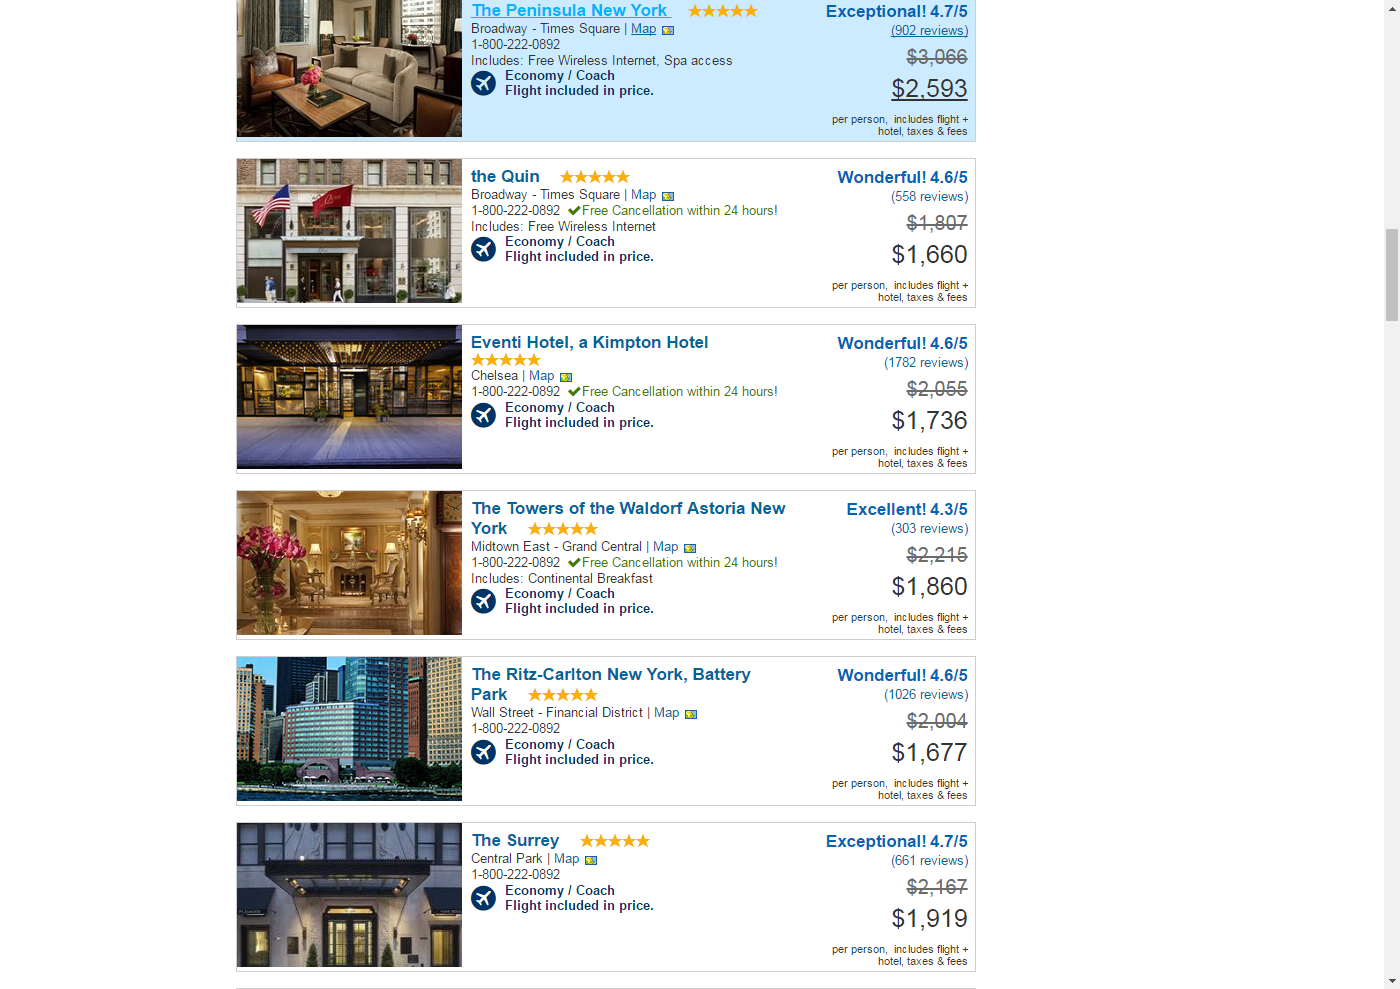 The Peninsula New York
Exceptional! 4.7/5
Broadway - Times Square | Map
(902 reviews)
1-800-222-0892
$3,066
Includes: Free Wireless Internet, Spa access
Economy / Coach
Flight included in price.
$2,593
per person, includes flight +
hotel, taxes & fees
the Quin
Wonderful! 4.6/5
Broadway - Times Square | Map
(558 reviews)
1-800-222-0892 Free Cancellation within 24 hours!
$1,807
Includes: Free Wireless Internet
Economy / Coach
Flight included in price.
$1,660
per person, includes flight +
hotel, taxes & fees
Eventi Hotel, a Kimpton Hotel
Wonderful! 4.6/5
(1782 reviews)
Chelsea | Map
1-800-222-0892 Free Cancellation within 24 hours!
$2,055
Economy / Coach
Flight included in price.
$1,736
per person, includes flight +
hotel, taxes & fees
The Towers of the Waldorf Astoria New
York
Excellent! 4.3/5
(303 reviews)
Midtown East - Grand Central | Map
1-800-222-0892 Free Cancellation within 24 hours!
$2,215
Includes: Continental Breakfast
Economy / Coach
Flight included in price.
$1,860
per person, includes flight +
hotel, taxes & fees
The Ritz-Carlton New York, Battery
Park
Wonderful! 4.6/5
(1026 reviews)
Wall Street - Financial District | Map
1-800-222-0892
$2,004
Economy / Coach
Flight included in price.
$1,677
per person, includes flight +
hotel, taxes & fees
The Surrey
Exceptional! 4.7/5
Central Park | Map
(661 reviews)
1-800-222-0892
$2,167
Economy / Coach
Flight included in price.
$1,919
per person, includes flight +
hotel, taxes & fees